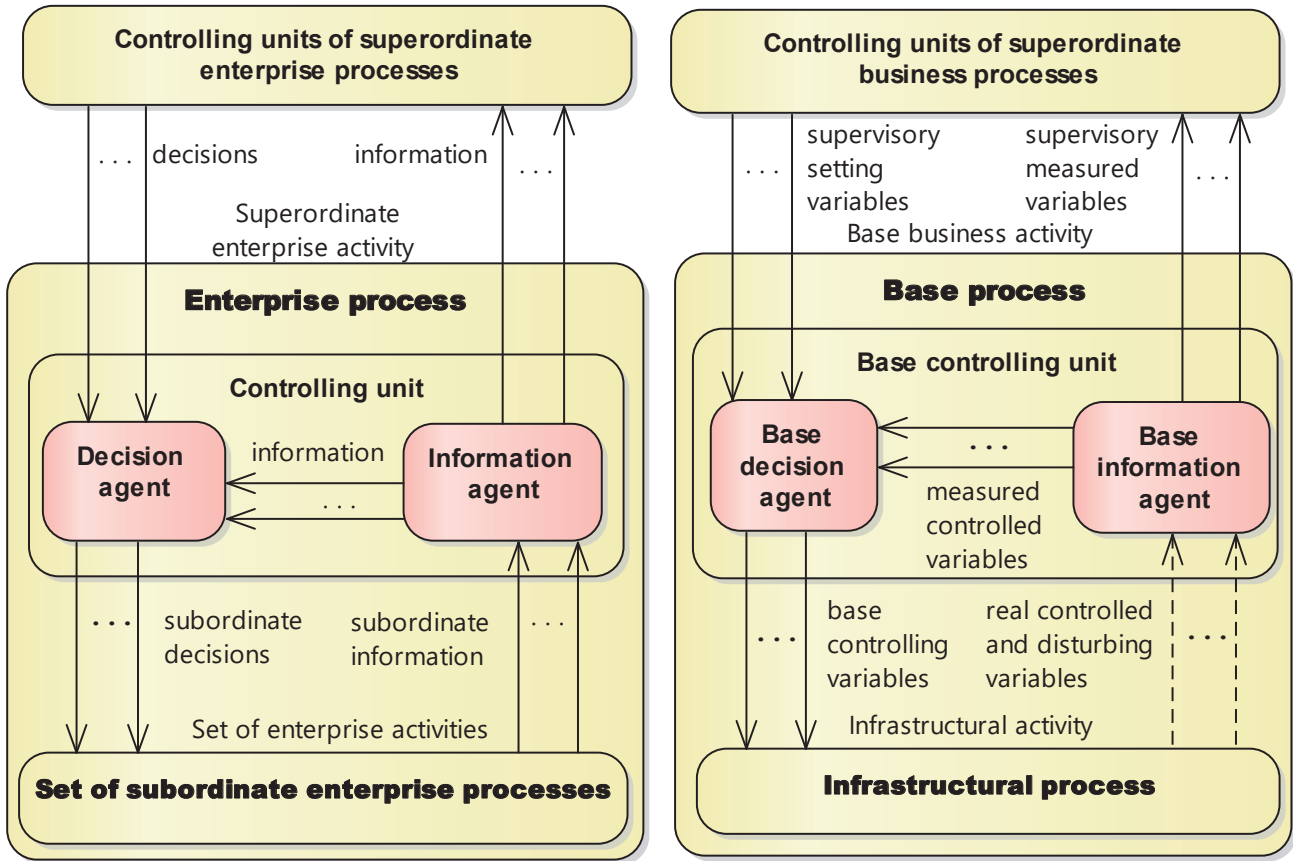 Controlling units of superordinate
enterprise processes
. . . decisions
information
. . .
Superordinate
enterprise activity
Enterprise process
Controlling unit
Decision
agent
information
. . .
Information
agent
. . .
subordinate
decisions
subordinate
information
. . .
Set of enterprise activities
Set of subordinate enterprise processes
Controlling units of superordinate
business processes
. . .
supervisory
setting
variables
supervisory
measured
variables
. . .
Base business activity
Base process
Base controlling unit
Base
decision
agent
. . .
measured
controlled
variables
Base
information
agent
. . .
base
controlling
variables
real controlled
and disturbing
variables
. . .
Infrastructural activity
Infrastructural process